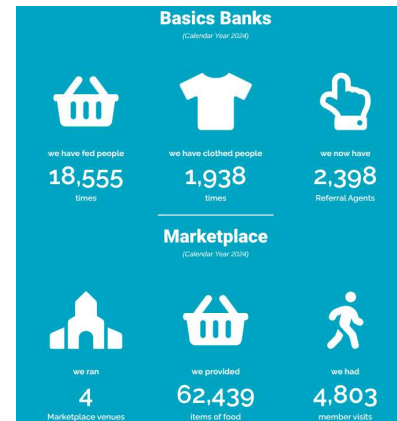 Basics Banks
(Calendar Year 2024)
we have fed people
18,555
times
we have clothed people
1,938
times
we now have
2,398
Referral Agents
Marketplace
(Calendar Year 2024)
we ran
4
Marketplace venues
we provided
62,439
items of food
we had
4,803
member visits